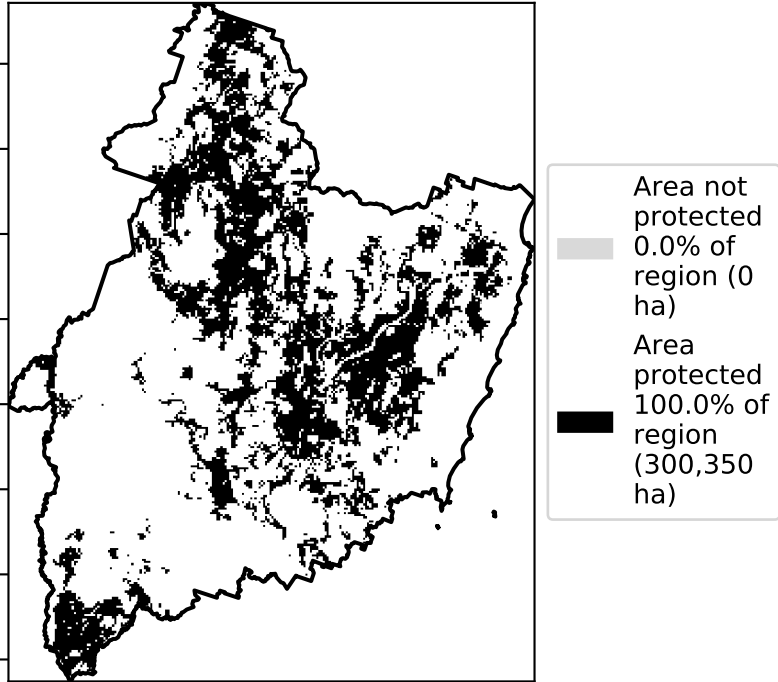 Area not
protected
0.0% of
region (0
ha)
Area
protected
100.0% of
region
(300,350
ha)